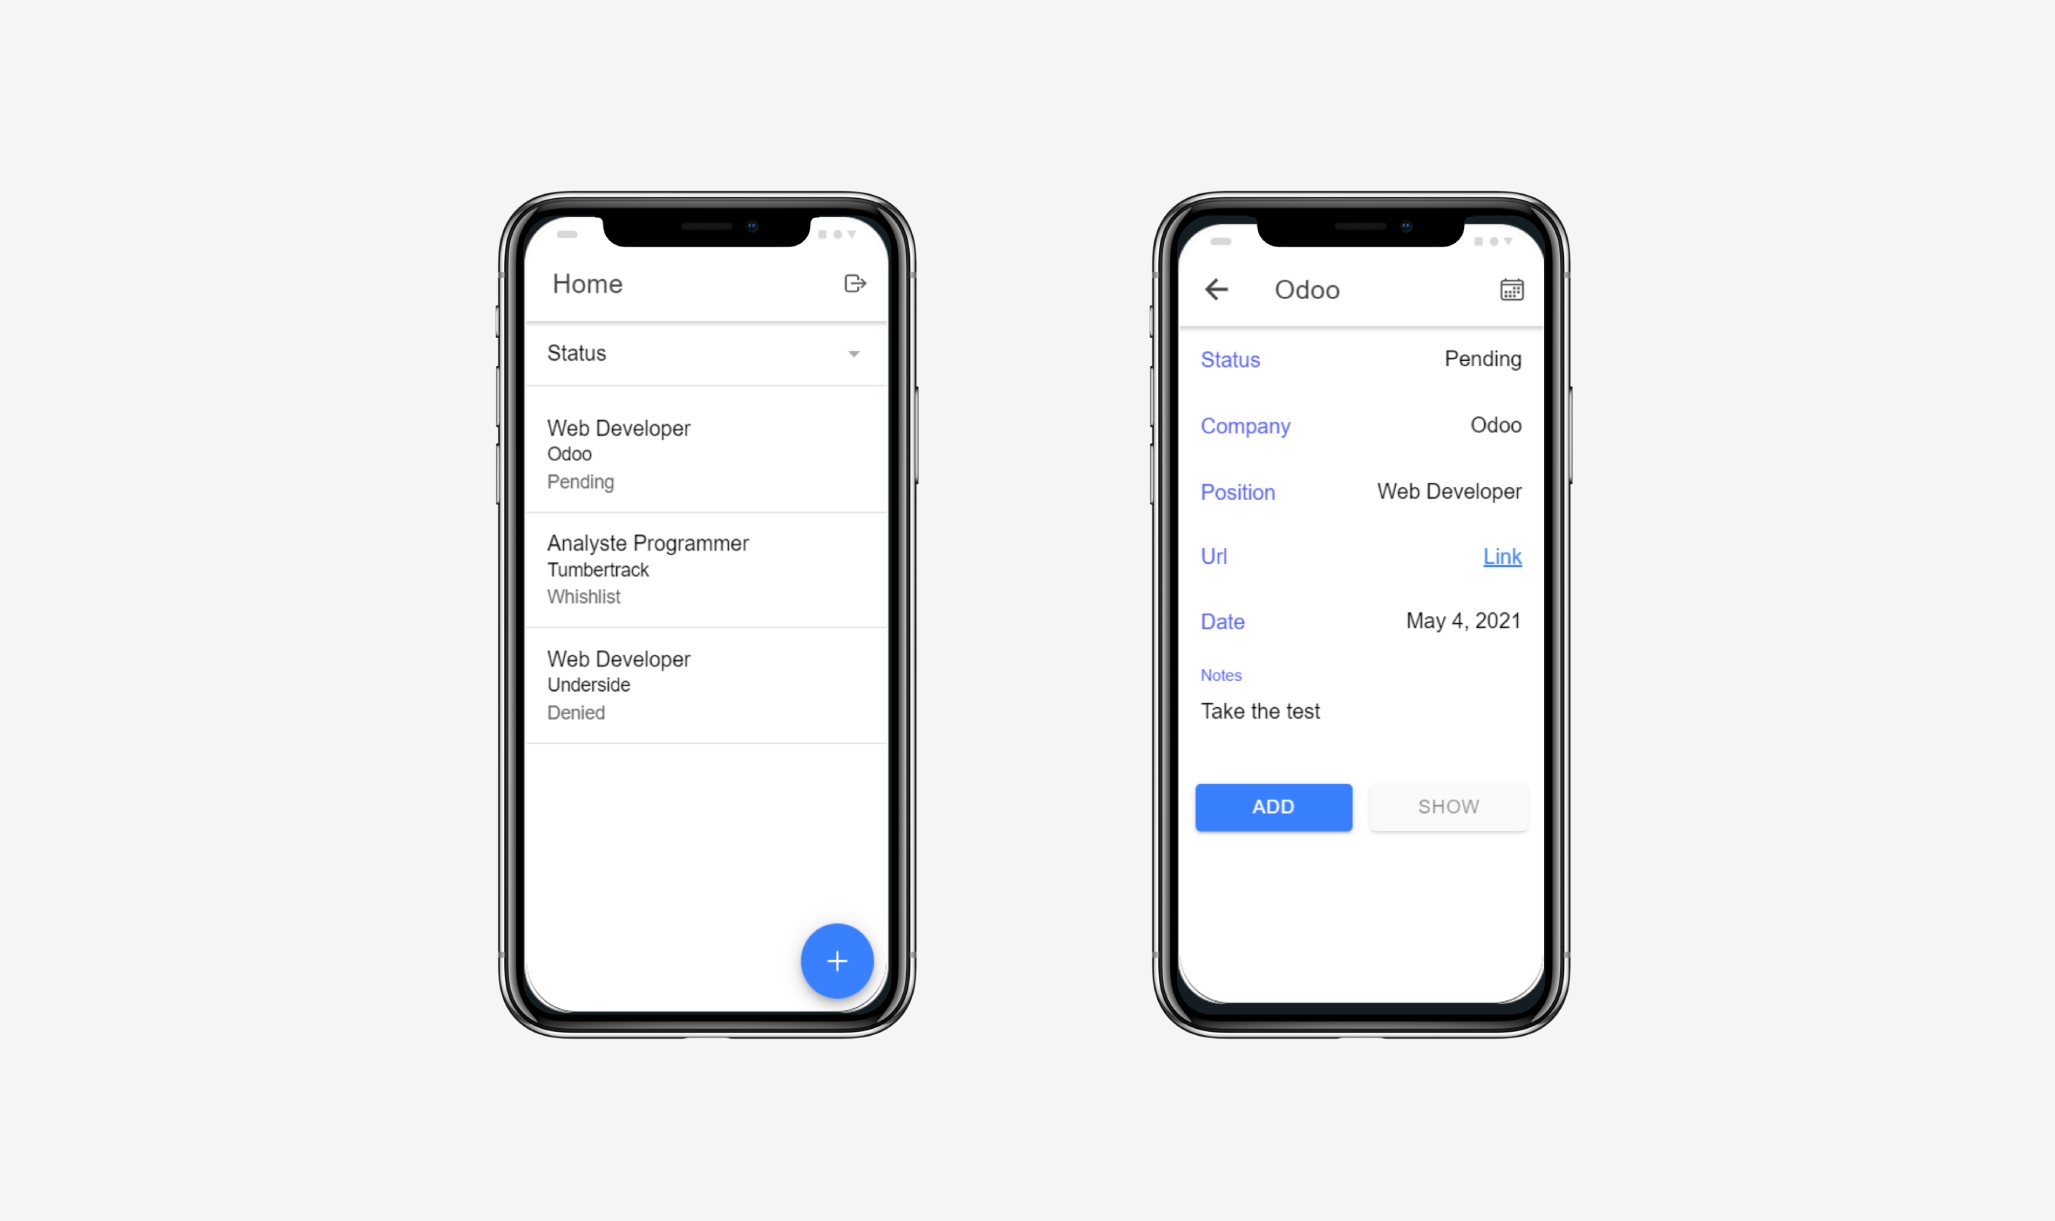 Home
Status
Web Developer
Odoo
Pending
Analyste Programmer
Tumbertrack
Whishlist
Web Developer
Underside
Denied
Odoo
Status Pending
Company Odoo
Position Web Developer
Url Link
Date May 4, 2021
Notes
Take the test
ADD SHOW